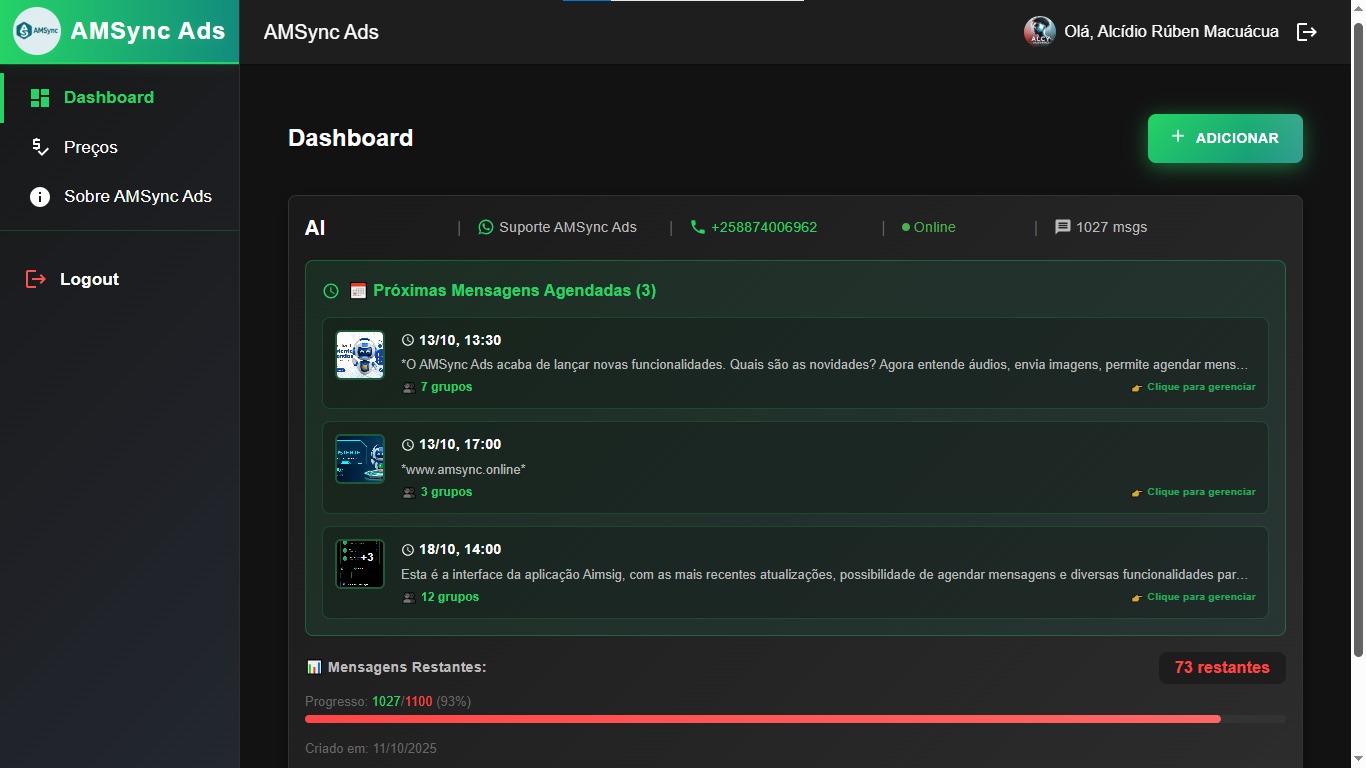 AMSync
AMSync Ads
AMSync Ads
Olá, Alcídio Rúben Macuácua
Dashboard
Preços
Sobre AMSync Ads
Logout
Dashboard
+ ADICIONAR
AI | Suporte AMSync Ads | +258874006962 | Online | 1027 msgs
Próximas Mensagens Agendadas (3)
13/10, 13:30
*O AMSync Ads acaba de lançar novas funcionalidades. Quais são as novidades? Agora entende áudios, envia imagens, permite agendar mens...
7 grupos
Clique para gerenciar
13/10, 17:00
*www.amsync.online*
3 grupos
Clique para gerenciar
+3
18/10, 14:00
Esta é a interface da aplicação Aimsig, com as mais recentes atualizações, possibilidade de agendar mensagens e diversas funcionalidades par...
12 grupos
Clique para gerenciar
Mensagens Restantes:
73 restantes
Progresso: 1027/1100 (93%)
Criado em: 11/10/2025